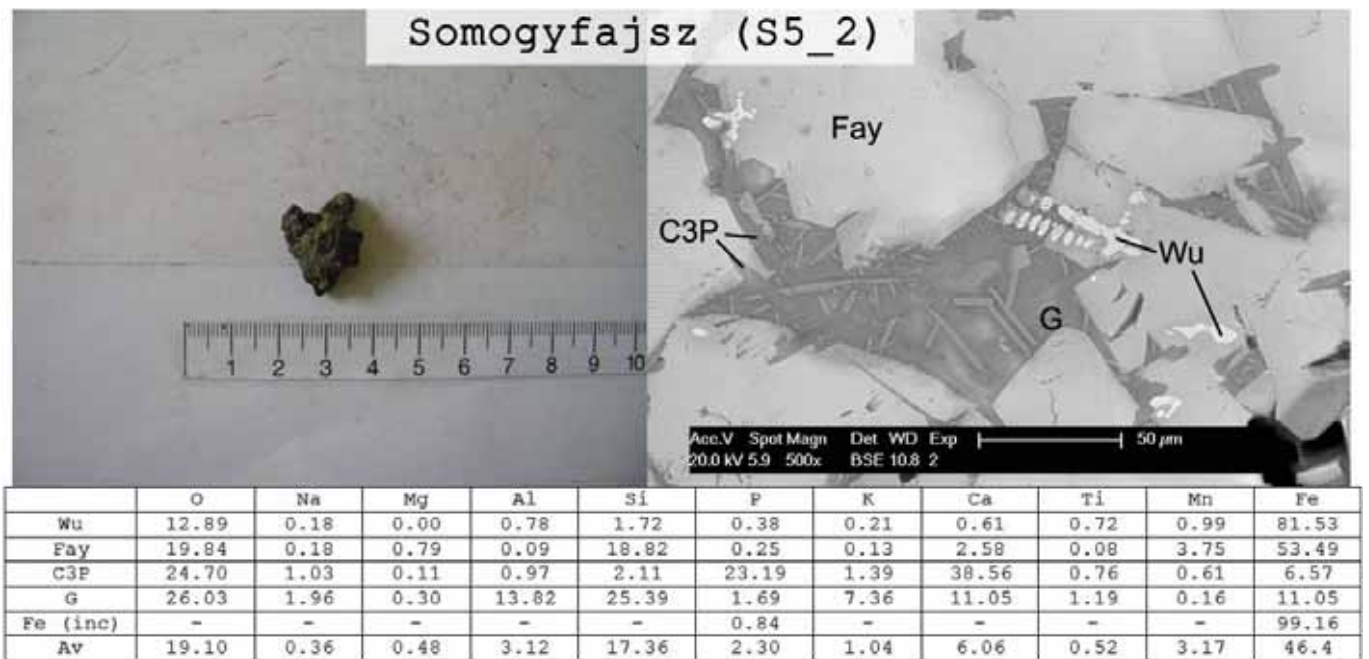 Somogyfajsz (S5_2)
Fay
C3P
Wu
G
1 2 3 4 5 6 7 8 9 10
Acc.V Spot Magn Det WD Exp 50 µm
20.0 kV 5.9 500x BSE 10.8 2
O Na Mg Al Si P K Ca Ti Mn Fe
Wu 12.89 0.18 0.00 0.78 1.72 0.38 0.21 0.61 0.72 0.99 81.53
Fay 19.84 0.18 0.79 0.09 18.82 0.25 0.13 2.58 0.08 3.75 53.49
C3P 24.70 1.03 0.11 0.97 2.11 23.19 1.39 38.56 0.76 0.61 6.57
G 26.03 1.96 0.30 13.82 25.39 1.69 7.36 11.05 1.19 0.16 11.05
Fe (inc) - - - - - 0.84 - - - - 99.16
Av 19.10 0.36 0.48 3.12 17.36 2.30 1.04 6.06 0.52 3.17 46.4